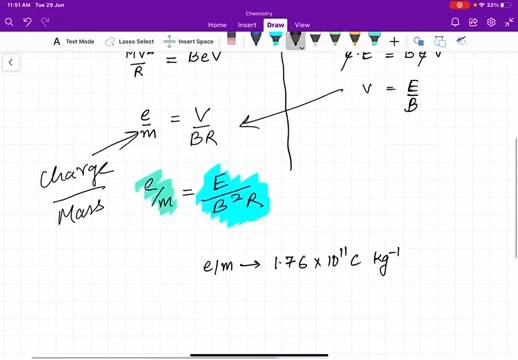 11:51 AM Tue 29 Jun
Chemistry
33%
Home Insert Draw View
Text Mode Lasso Select Insert Space
MV²/R = BeV
e·E = B e V
e/m = V/BR
V = E/B
Charge/Mass
e/m = E/B²R
e/m → 1.76 × 10¹¹ C kg⁻¹